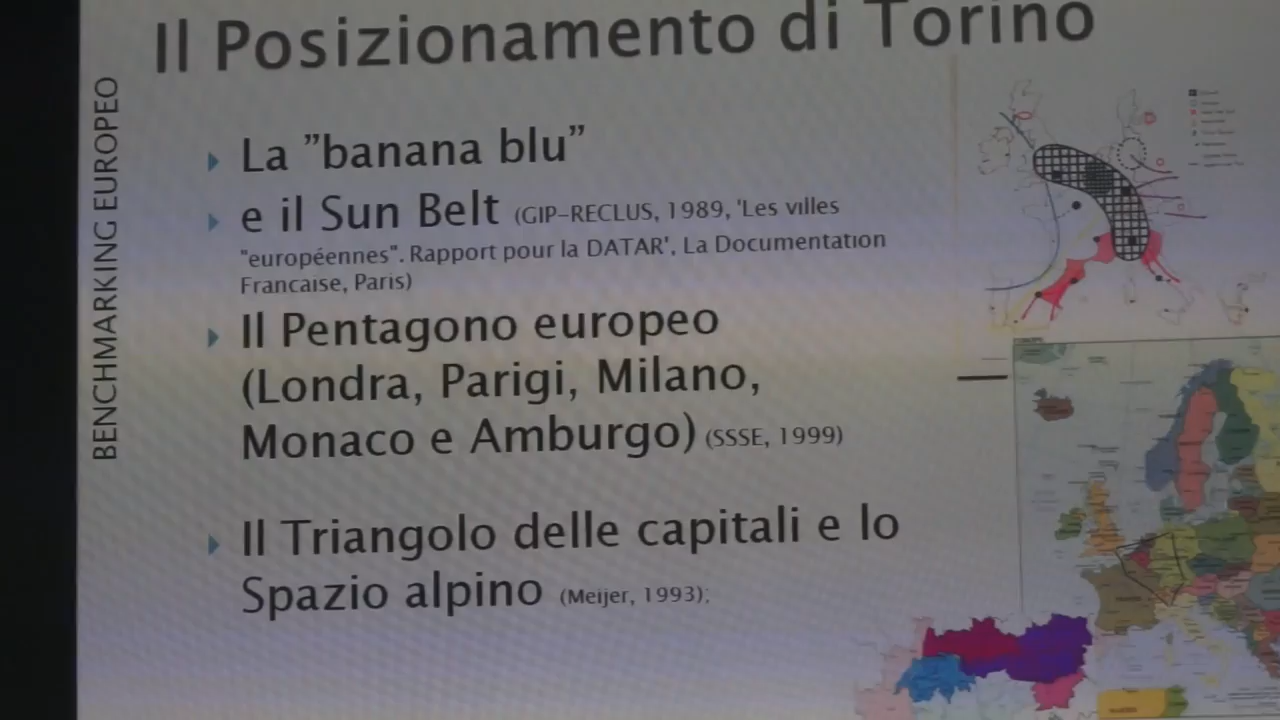 Il Posizionamento di Torino
BENCHMARKING EUROPEO
La "banana blu"
e il Sun Belt (GIP-RECLUS, 1989, 'Les villes
"européennes". Rapport pour la DATAR', La Documentation
Francaise, Paris)
Il Pentagono europeo
(Londra, Parigi, Milano,
Monaco e Amburgo) (SSSE, 1999)
Il Triangolo delle capitali e lo
Spazio alpino (Meijer, 1993);